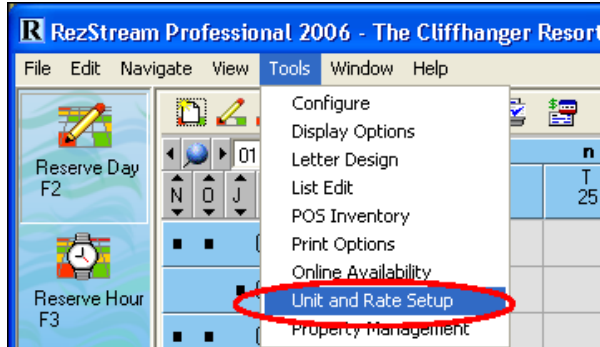 R RezStream Professional 2006 - The Cliffhanger Resort
File Edit Navigate View Tools Window Help
Configure
Display Options
Letter Design
List Edit
POS Inventory
Print Options
Online Availability
Unit and Rate Setup
Property Management
Reserve Day
F2
Reserve Hour
F3
01
N O J
n
T
25